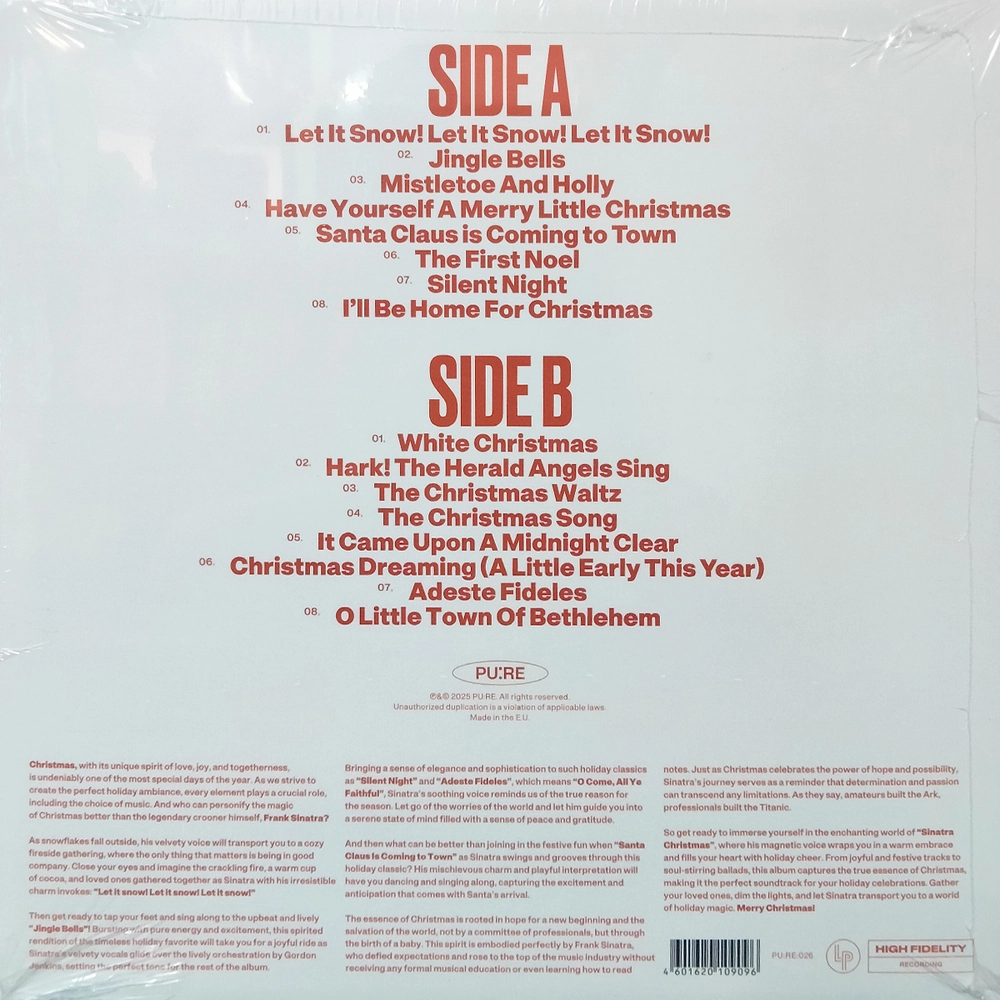 SIDE A
01. Let It Snow! Let It Snow! Let It Snow!
02. Jingle Bells
03. Mistletoe And Holly
04. Have Yourself A Merry Little Christmas
05. Santa Claus is Coming to Town
06. The First Noel
07. Silent Night
08. I'll Be Home For Christmas
SIDE B
01. White Christmas
02. Hark! The Herald Angels Sing
03. The Christmas Waltz
04. The Christmas Song
05. It Came Upon A Midnight Clear
06. Christmas Dreaming (A Little Early This Year)
07. Adeste Fideles
08. O Little Town Of Bethlehem
PU:RE
℗&© 2025 PU:RE. All rights reserved.
Unauthorized duplication is a violation of applicable laws.
Made in the E.U.
Christmas, with its unique spirit of love, joy, and togetherness,
is undeniably one of the most special days of the year. As we strive to
create the perfect holiday ambiance, every element plays a crucial role,
including the choice of music. And who can personify the magic
of Christmas better than the legendary crooner himself, Frank Sinatra?
As snowflakes fall outside, his velvety voice will transport you to a cozy
fireside gathering, where the only thing that matters is being in good
company. Close your eyes and imagine the crackling fire, a warm cup
of cocoa, and loved ones gathered together as Sinatra with his irresistible
charm invokes: "Let it snow! Let it snow! Let it snow!"
Then get ready to tap your feet and sing along to the upbeat and lively
"Jingle Bells"! Bursting with pure energy and excitement, this spirited
rendition of the timeless holiday favorite will take you for a joyful ride as
Sinatra's velvety vocals glide over the lively orchestration by Gordon
Jenkins, setting the perfect tone for the rest of the album.
Bringing a sense of elegance and sophistication to such holiday classics
as "Silent Night" and "Adeste Fideles", which means "O Come, All Ye
Faithful", Sinatra's soothing voice reminds us of the true reason for
the season. Let go of the worries of the world and let him guide you into
a serene state of mind filled with a sense of peace and gratitude.
And then what can be better than joining in the festive fun when "Santa
Claus Is Coming to Town" as Sinatra swings and grooves through this
holiday classic? His mischievous charm and playful interpretation will
have you dancing and singing along, capturing the excitement and
anticipation that comes with Santa's arrival.
The essence of Christmas is rooted in hope for a new beginning and the
salvation of the world, not by a committee of professionals, but through
the birth of a baby. This spirit is embodied perfectly by Frank Sinatra,
who defied expectations and rose to the top of the music industry without
receiving any formal musical education or even learning how to read
notes. Just as Christmas celebrates the power of hope and possibility,
Sinatra's journey serves as a reminder that determination and passion
can transcend any limitations. As they say, amateurs built the Ark,
professionals built the Titanic.
So get ready to immerse yourself in the enchanting world of "Sinatra
Christmas", where his magnetic voice wraps you in a warm embrace
and fills your heart with holiday cheer. From joyful and festive tracks to
soul-stirring ballads, this album captures the true essence of Christmas,
making it the perfect soundtrack for your holiday celebrations. Gather
your loved ones, dim the lights, and let Sinatra transport you to a world
of holiday magic. Merry Christmas!
4 601620 109096
PU:RE-026
LP
HIGH FIDELITY
RECORDING